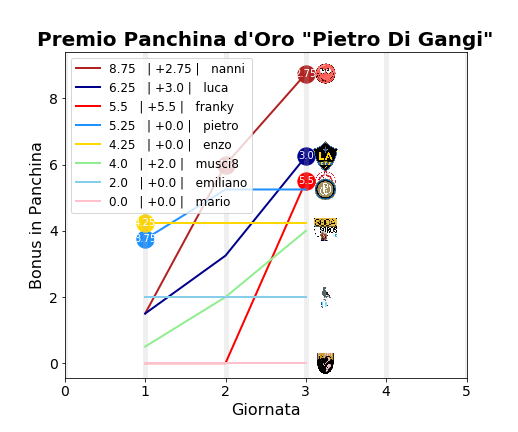 Premio Panchina d'Oro "Pietro Di Gangi"
8.75 | +2.75 | nanni
6.25 | +3.0 | luca
5.5 | +5.5 | franky
5.25 | +0.0 | pietro
4.25 | +0.0 | enzo
4.0 | +2.0 | musci8
2.0 | +0.0 | emiliano
0.0 | +0.0 | mario
Bonus in Panchina
8
6
4
2
0
2.75
3.0
LA
5.5
4.25
3.75
0
1
2
3
4
5
Giornata